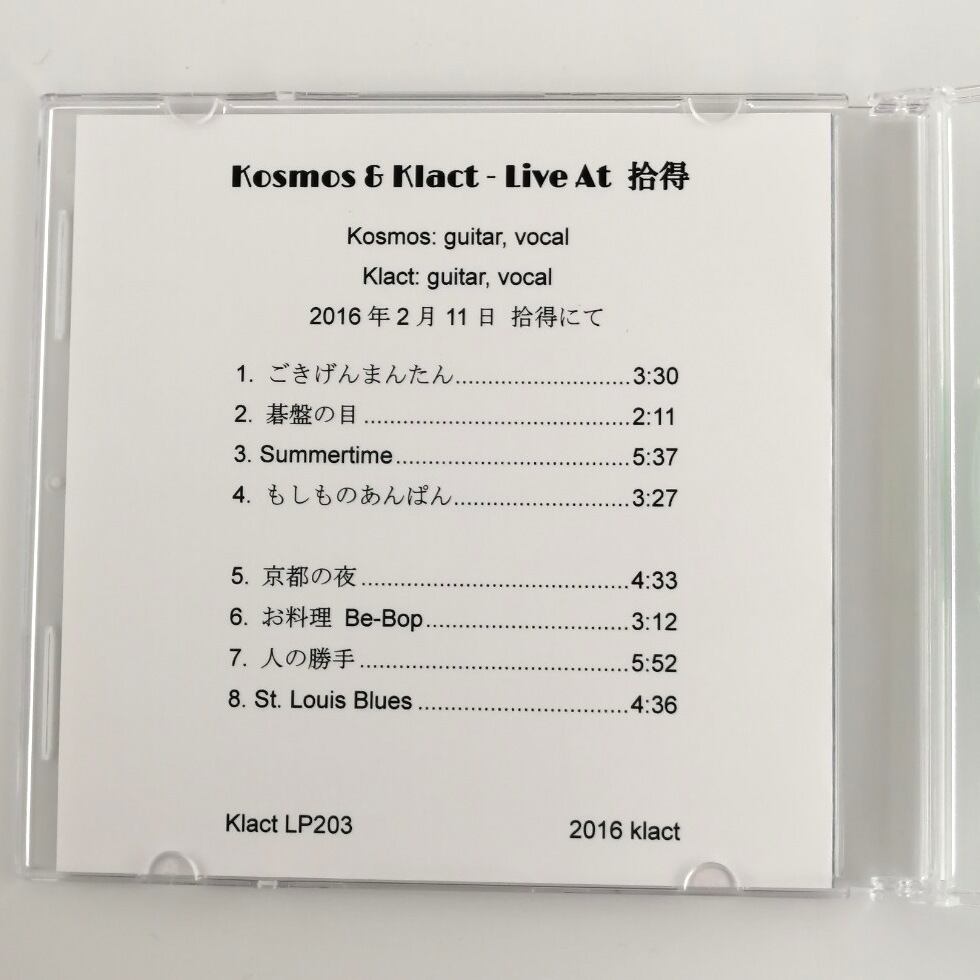 Kosmos & Klact - Live At 拾得
Kosmos: guitar, vocal
Klact: guitar, vocal
2016 年 2 月 11 日 拾得にて
1. ごきげんまんたん............................3:30
2. 碁盤の目..........................................2:11
3. Summertime.....................................5:37
4. もしものあんぱん............................3:27
5. 京都の夜..........................................4:33
6. お料理 Be-Bop................................3:12
7. 人の勝手..........................................5:52
8. St. Louis Blues.................................4:36
Klact LP203
2016 klact